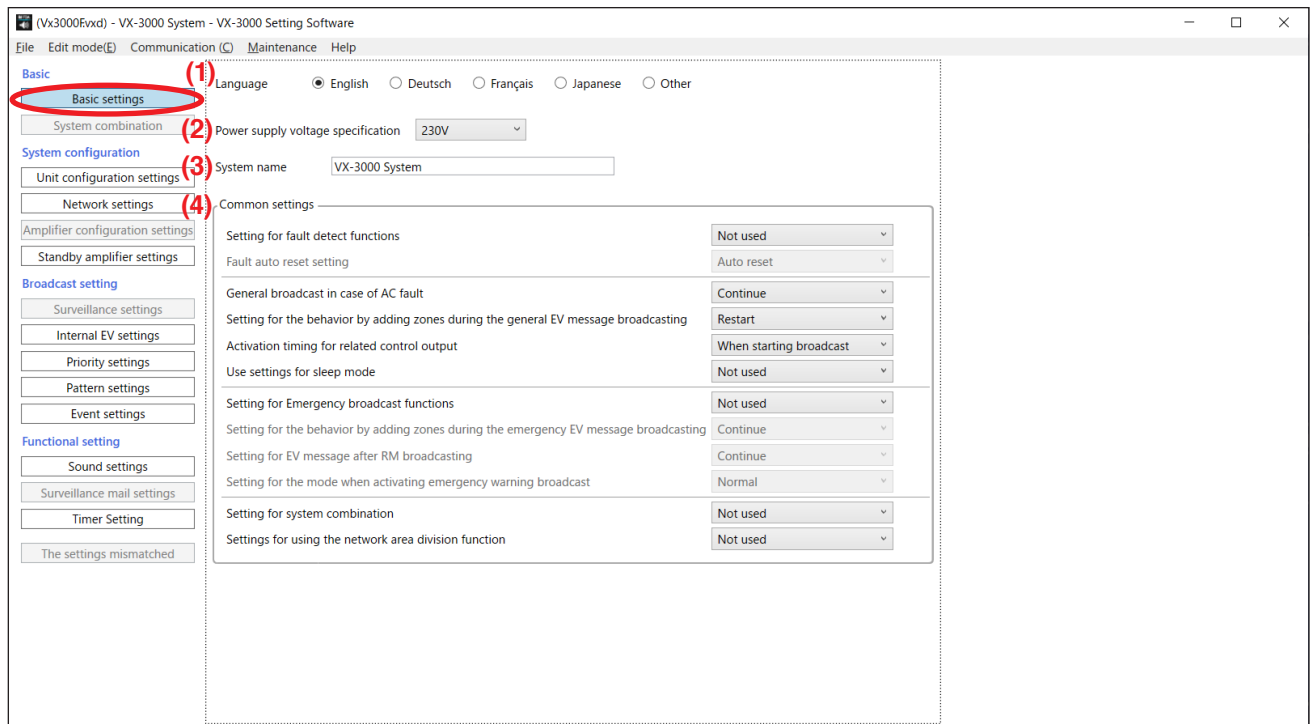 (Vx3000F.vxd) - VX-3000 System - VX-3000 Setting Software
File Edit mode(E) Communication (C) Maintenance Help
Basic
Basic settings
System combination
System configuration
Unit configuration settings
Network settings
Amplifier configuration settings
Standby amplifier settings
Broadcast setting
Surveillance settings
Internal EV settings
Priority settings
Pattern settings
Event settings
Functional setting
Sound settings
Surveillance mail settings
Timer Setting
The settings mismatched
(1) Language English Deutsch Français Japanese Other
(2) Power supply voltage specification 230V
(3) System name VX-3000 System
(4) Common settings
Setting for fault detect functions Not used
Fault auto reset setting Auto reset
General broadcast in case of AC fault Continue
Setting for the behavior by adding zones during the general EV message broadcasting Restart
Activation timing for related control output When starting broadcast
Use settings for sleep mode Not used
Setting for Emergency broadcast functions Not used
Setting for the behavior by adding zones during the emergency EV message broadcasting Continue
Setting for EV message after RM broadcasting Continue
Setting for the mode when activating emergency warning broadcast Normal
Setting for system combination Not used
Settings for using the network area division function Not used